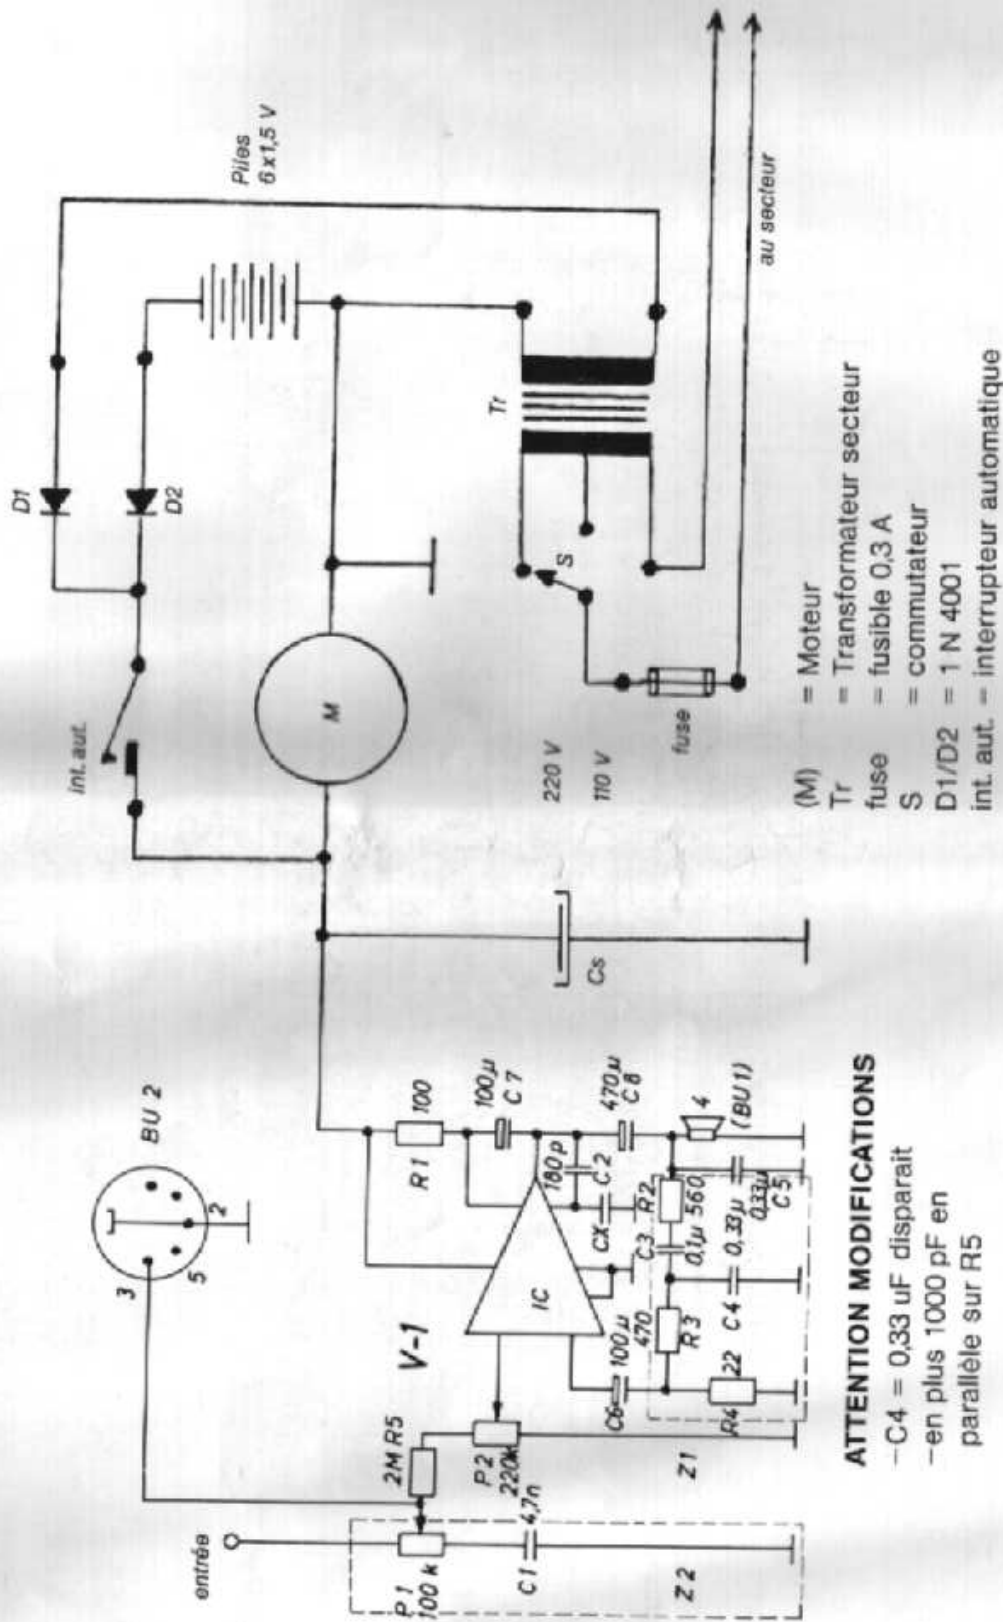 BU 2
3
5
2
entrée
P1
100 k
C1
4,7n
Z2
2M R5
P2
220k
Z1
V-1
IC
R1
100
100µ
C7
180p
C2
CX
470µ
C8
4
(BU1)
C6
100µ
470
R3
R4
22
C3
0,1µ
R2
560
C4
0,33µ
0,33µ
C5
Cs
int. aut.
M
D1
D2
Piles
6x1,5 V
Tr
S
220 V
110 V
fuse
au secteur
(M) = Moteur
Tr = Transformateur secteur
fuse = fusible 0,3 A
S = commutateur
D1/D2 = 1 N 4001
int. aut. = interrupteur automatique
ATTENTION MODIFICATIONS
-C4 = 0,33 uF disparait
-en plus 1000 pF en
parallèle sur R5